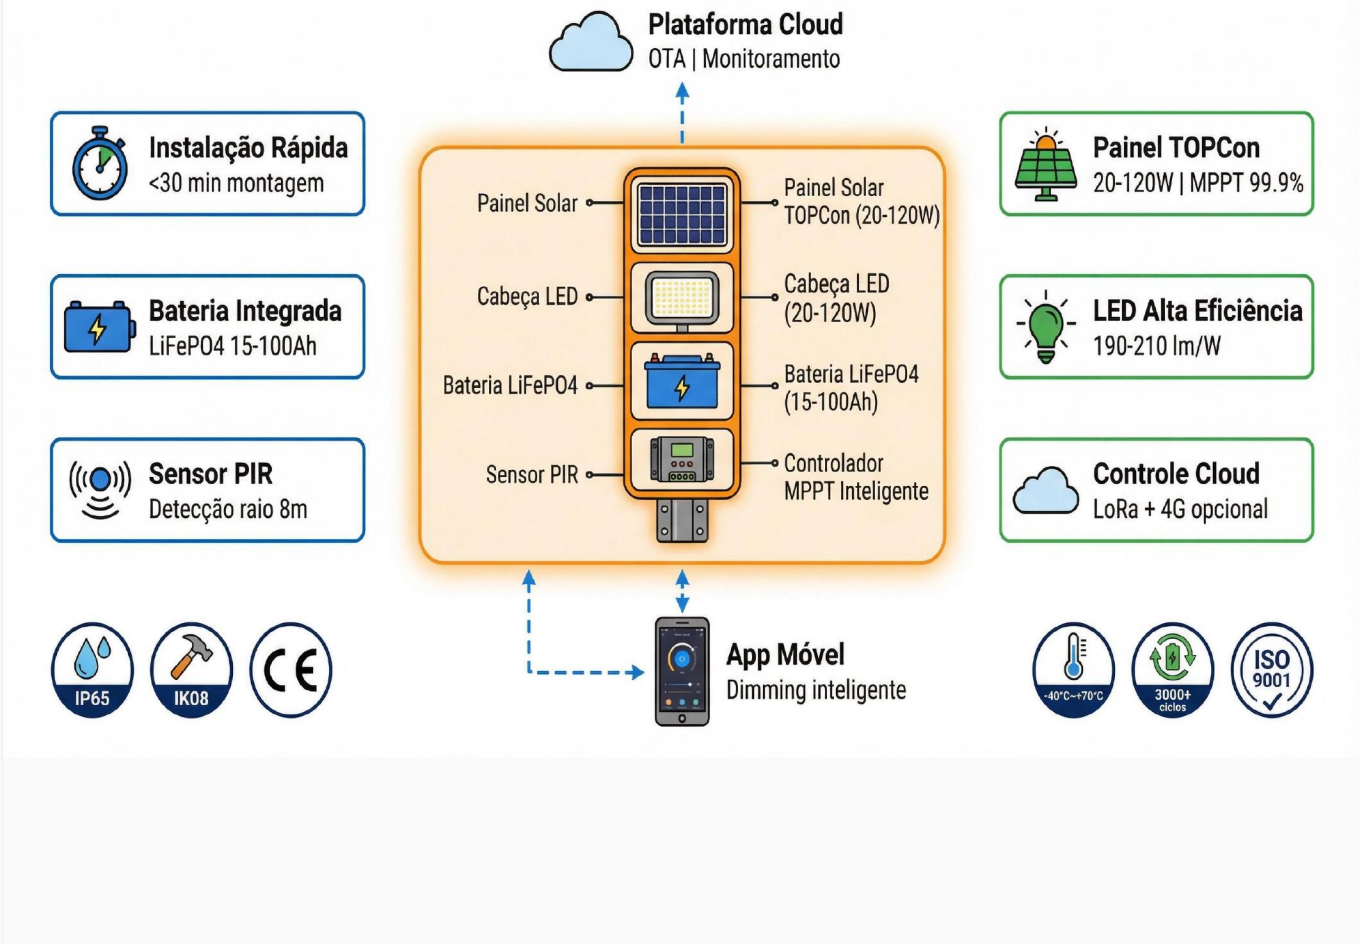 Plataforma Cloud
OTA | Monitoramento
Instalação Rápida
<30 min montagem
Bateria Integrada
LiFePO4 15-100Ah
Sensor PIR
Detecção raio 8m
Painel Solar
Cabeça LED
Bateria LiFePO4
Sensor PIR
Painel Solar
TOPCon (20-120W)
Cabeça LED
(20-120W)
Bateria LiFePO4
(15-100Ah)
Controlador
MPPT Inteligente
Painel TOPCon
20-120W | MPPT 99.9%
LED Alta Eficiência
190-210 lm/W
Controle Cloud
LoRa + 4G opcional
IP65
IK08
CE
App Móvel
Dimming inteligente
-40°C~+70°C
3000+
ciclos
ISO
9001